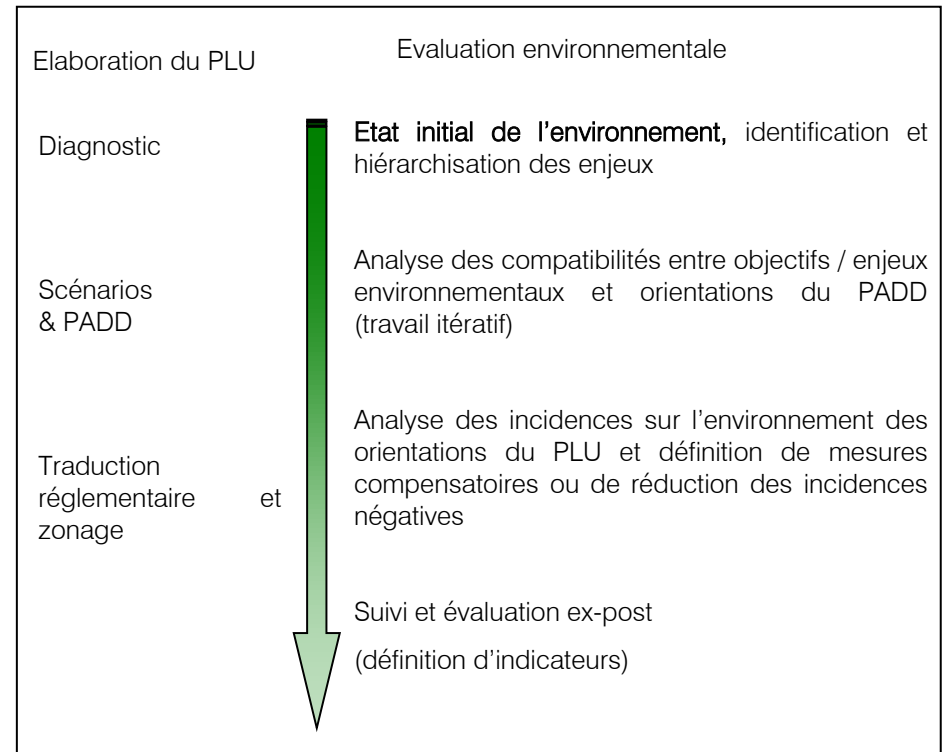 Elaboration du PLU
Evaluation environnementale
Diagnostic
Etat initial de l'environnement, identification et
hiérarchisation des enjeux
Scénarios
& PADD
Analyse des compatibilités entre objectifs / enjeux
environnementaux et orientations du PADD
(travail itératif)
Traduction
réglementaire et
zonage
Analyse des incidences sur l'environnement des
orientations du PLU et définition de mesures
compensatoires ou de réduction des incidences
négatives
Suivi et évaluation ex-post
(définition d'indicateurs)